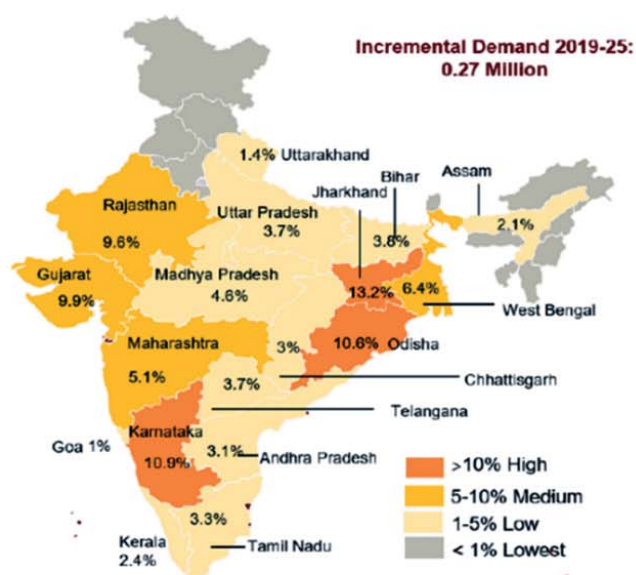 Incremental Demand 2019-25:
0.27 Million
1.4% Uttarakhand
Bihar
Assam
Jharkhand
Rajasthan
Uttar Pradesh
3.7%
2.1%
9.6%
3.8%
Gujarat
Madhya Pradesh
9.9%
4.6%
13.2%
6.4%
West Bengal
Maharashtra
3%
10.6%
Odisha
5.1%
3.7%
Chhattisgarh
Telangana
Karnataka
Goa 1%
3.1%
Andhra Pradesh
10.9%
>10% High
5-10% Medium
1-5% Low
< 1% Lowest
3.3%
Kerala
2.4%
Tamil Nadu